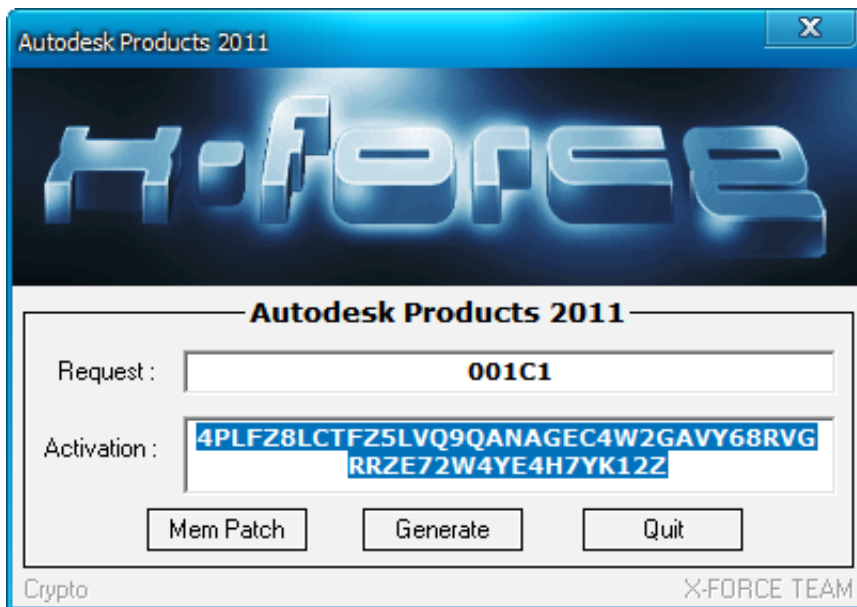 Autodesk Products 2011
X
x-force
Autodesk Products 2011
Request :
001C1
Activation :
4PLFZ8LCTFZ5LVQ9QANAGEC4W2GAVY68RVG
RRZE72W4YE4H7YK12Z
Mem Patch
Generate
Quit
Crypto
X-FORCE TEAM